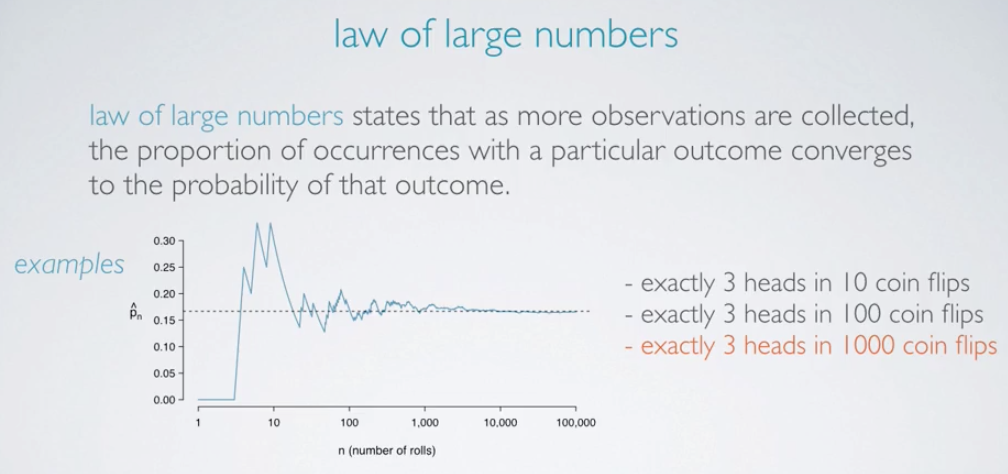 law of large numbers
law of large numbers states that as more observations are collected,
the proportion of occurrences with a particular outcome converges
to the probability of that outcome.
examples
0.30
0.25
0.20
0.15
0.10
0.05
0.00
p̂n
1 10 100 1,000 10,000 100,000
n (number of rolls)
- exactly 3 heads in 10 coin flips
- exactly 3 heads in 100 coin flips
- exactly 3 heads in 1000 coin flips